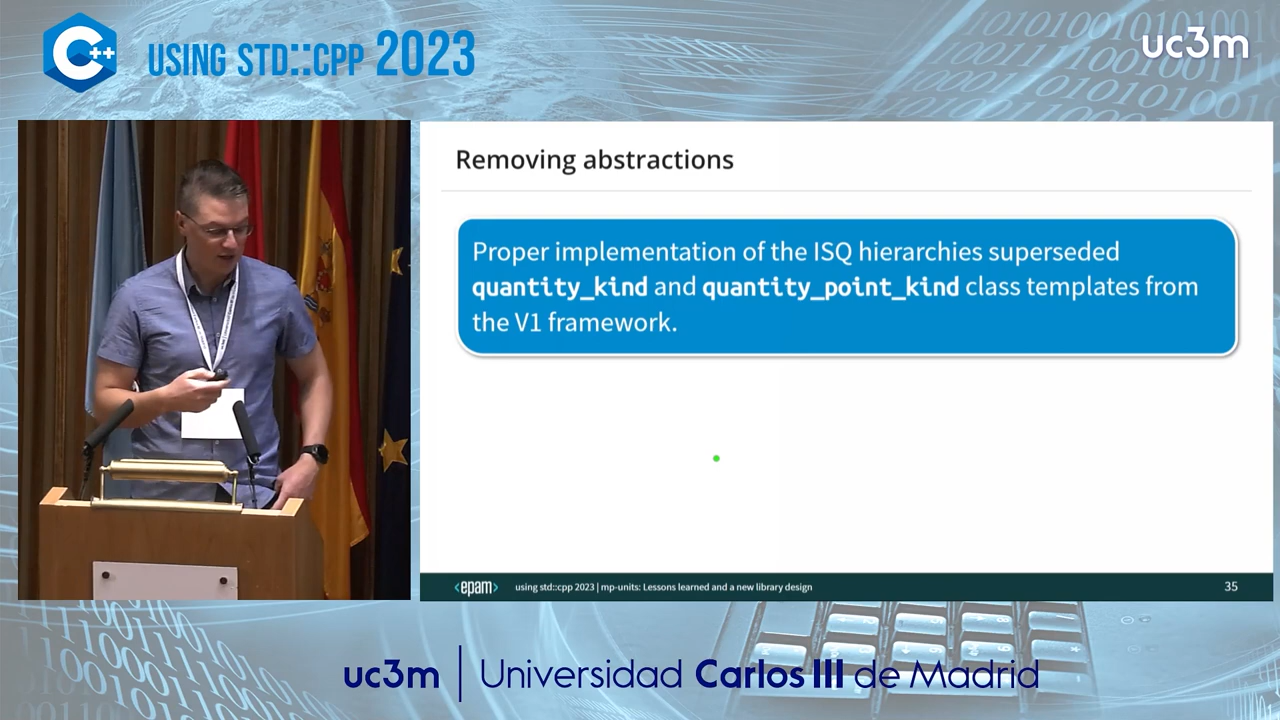 C++
USING STD::CPP 2023
uc3m
Removing abstractions
Proper implementation of the ISQ hierarchies superseded
quantity_kind and quantity_point_kind class templates from
the V1 framework.
<epam>
using std::cpp 2023 | mp-units: Lessons learned and a new library design
35
uc3m | Universidad Carlos III de Madrid